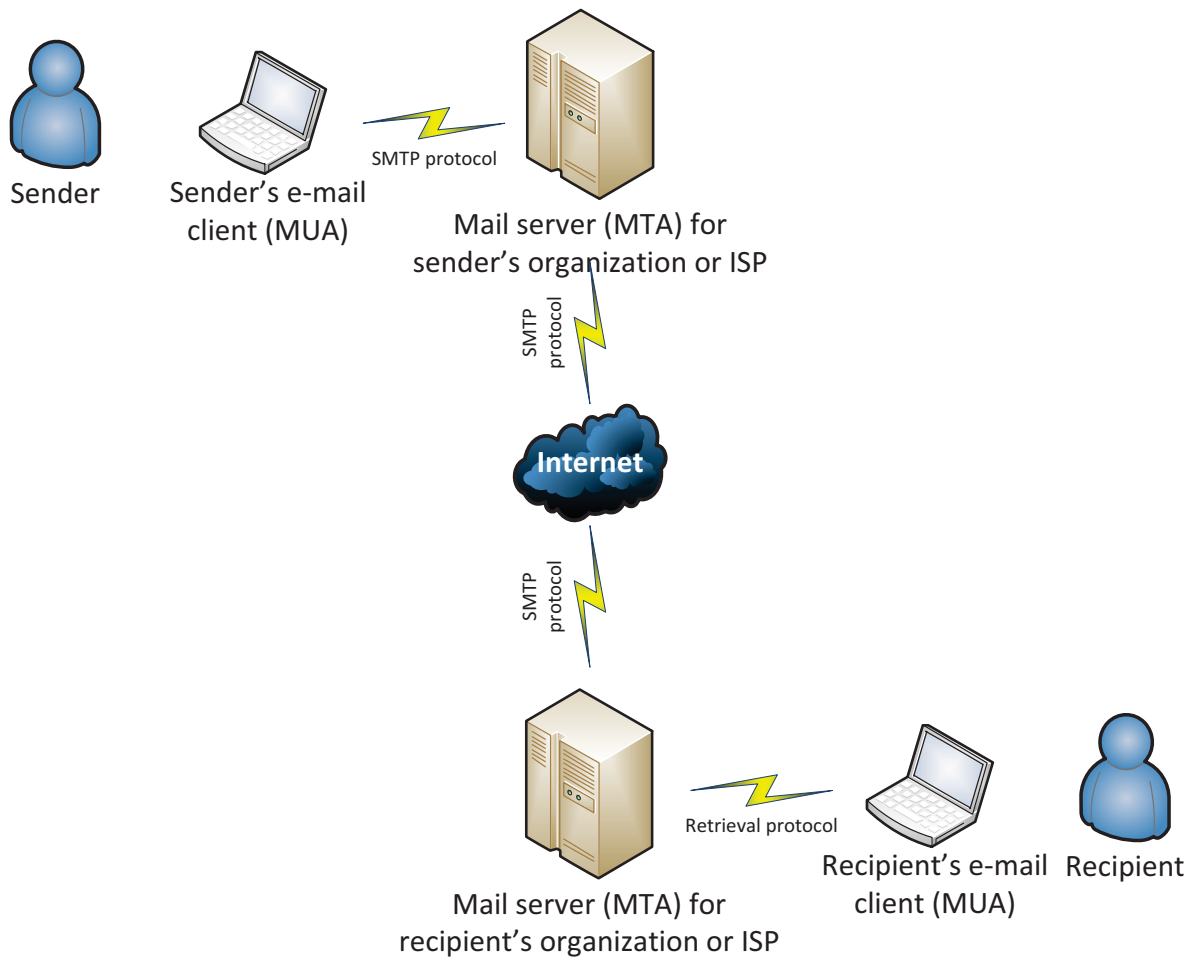 Sender
Sender’s e-mail
client (MUA)
SMTP protocol
Mail server (MTA) for
sender’s organization or ISP
SMTP
protocol
Internet
SMTP
protocol
Mail server (MTA) for
recipient’s organization or ISP
Retrieval protocol
Recipient’s e-mail
client (MUA)
Recipient